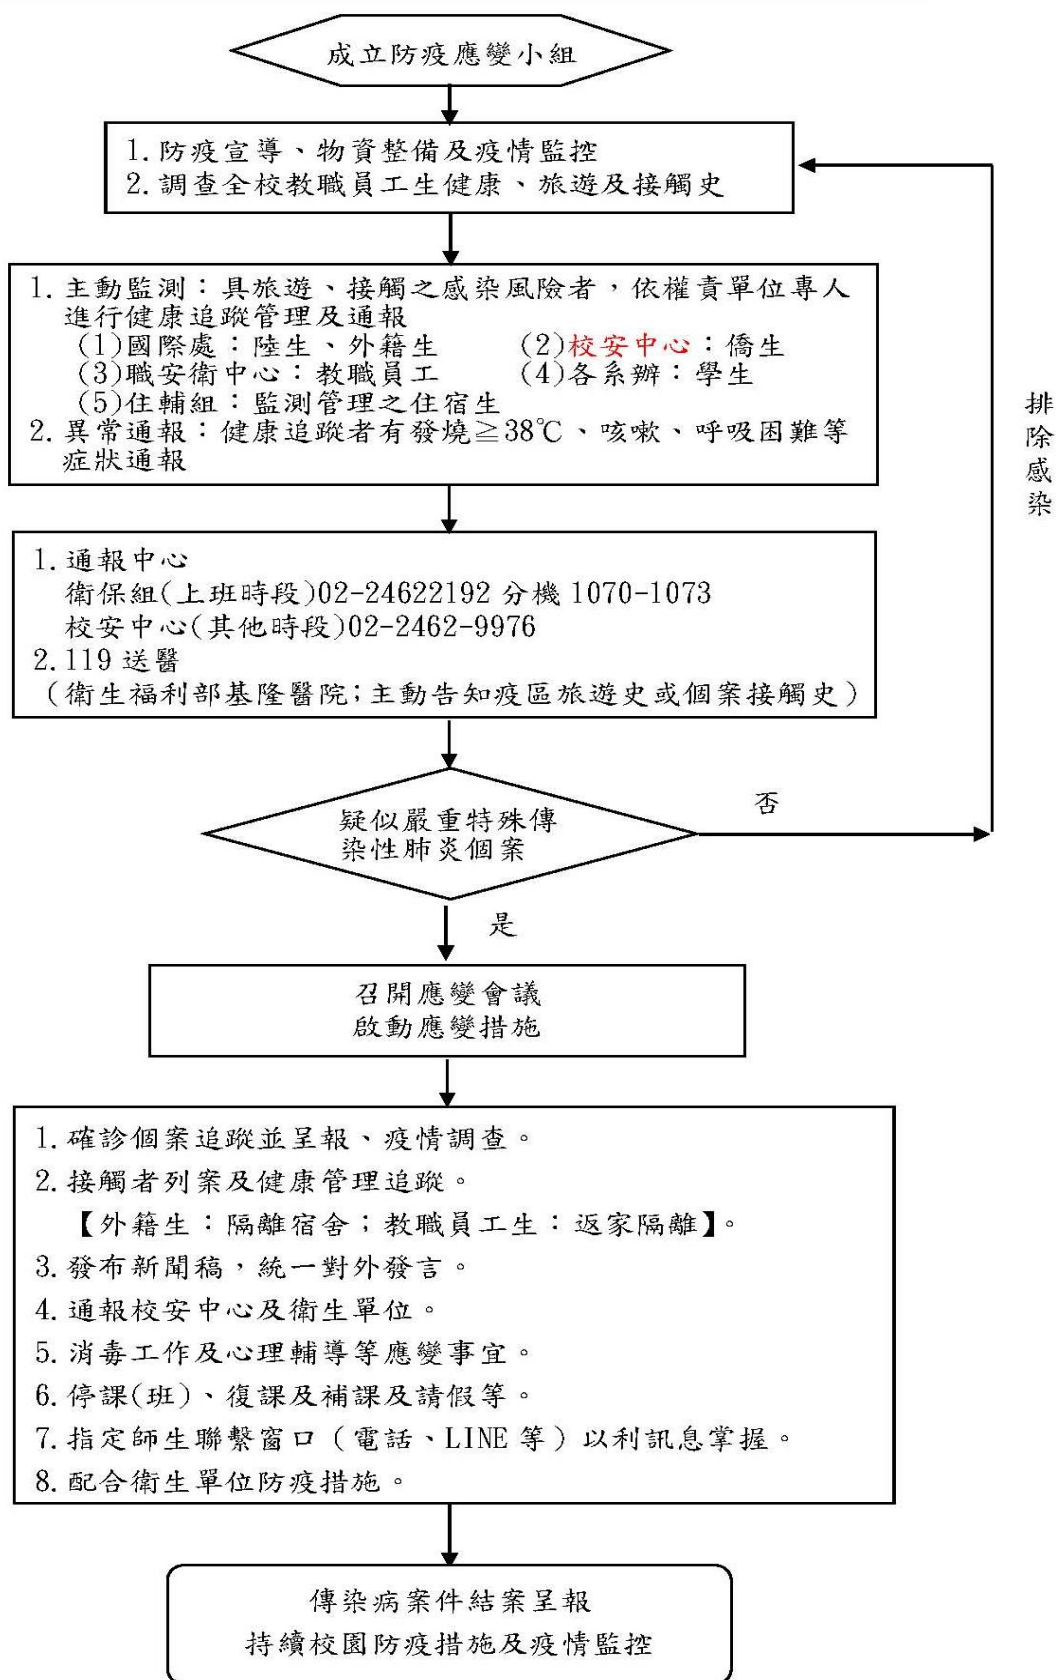 成立防疫應變小組
1.防疫宣導、物資整備及疫情監控
2.調查全校教職員工生健康、旅遊及接觸史
1.主動監測：具旅遊、接觸之感染風險者，依權責單位專人
進行健康追蹤管理及通報
(1)國際處：陸生、外籍生 (2)校安中心：僑生
(3)職安衛中心：教職員工 (4)各系辦：學生
(5)住輔組：監測管理之住宿生
2.異常通報：健康追蹤者有發燒≧38℃、咳嗽、呼吸困難等
症狀通報
排除感染
1.通報中心
衛保組(上班時段)02-24622192 分機 1070-1073
校安中心(其他時段)02-2462-9976
2.119 送醫
（衛生福利部基隆醫院;主動告知疫區旅遊史或個案接觸史）
疑似嚴重特殊傳
染性肺炎個案
否
是
召開應變會議
啟動應變措施
1.確診個案追蹤並呈報、疫情調查。
2.接觸者列案及健康管理追蹤。
【外籍生：隔離宿舍；教職員工生：返家隔離】。
3.發布新聞稿，統一對外發言。
4.通報校安中心及衛生單位。
5.消毒工作及心理輔導等應變事宜。
6.停課(班)、復課及補課及請假等。
7.指定師生聯繫窗口（電話、LINE 等）以利訊息掌握。
8.配合衛生單位防疫措施。
傳染病案件結案呈報
持續校園防疫措施及疫情監控